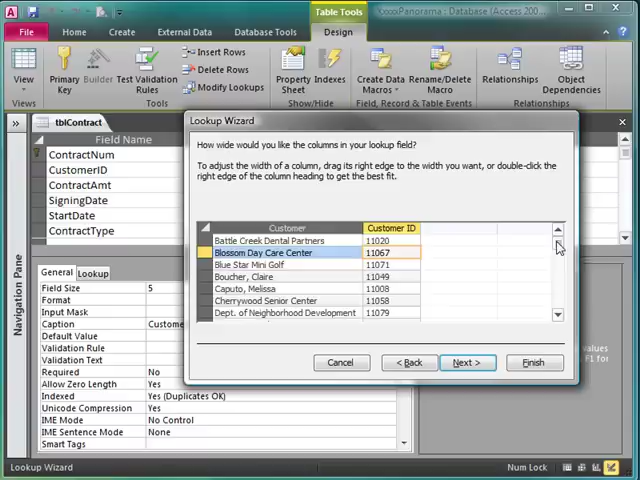 Table Tools
xxxxPanorama : Database (Access 200...
File Home Create External Data Database Tools Design
View
Views
Primary Key
Builder
Test Validation Rules
Insert Rows
Delete Rows
Modify Lookups
Tools
Property Sheet
Indexes
Show/Hide
Create Data Macros
Rename/Delete Macro
Field, Record & Table Events
Relationships
Object Dependencies
Relationships
tblContract
Field Name
ContractNum
CustomerID
ContractAmt
SigningDate
StartDate
ContractType
Navigation Pane
Lookup Wizard
How wide would you like the columns in your lookup field?
To adjust the width of a column, drag its right edge to the width you want, or double-click the
right edge of the column heading to get the best fit.
Customer Customer ID
Battle Creek Dental Partners 11020
Blossom Day Care Center 11067
Blue Star Mini Golf 11071
Boucher, Claire 11049
Caputo, Melissa 11008
Cherrywood Senior Center 11058
Dept. of Neighborhood Development 11079
Cancel < Back Next > Finish
General Lookup
Field Size 5
Format
Input Mask
Caption Custome
Default Value
Validation Rule
Validation Text
Required No
Allow Zero Length Yes
Indexed Yes (Duplicates OK)
Unicode Compression Yes
IME Mode No Control
IME Sentence Mode None
Smart Tags
values
F1 for
Lookup Wizard
Num Lock